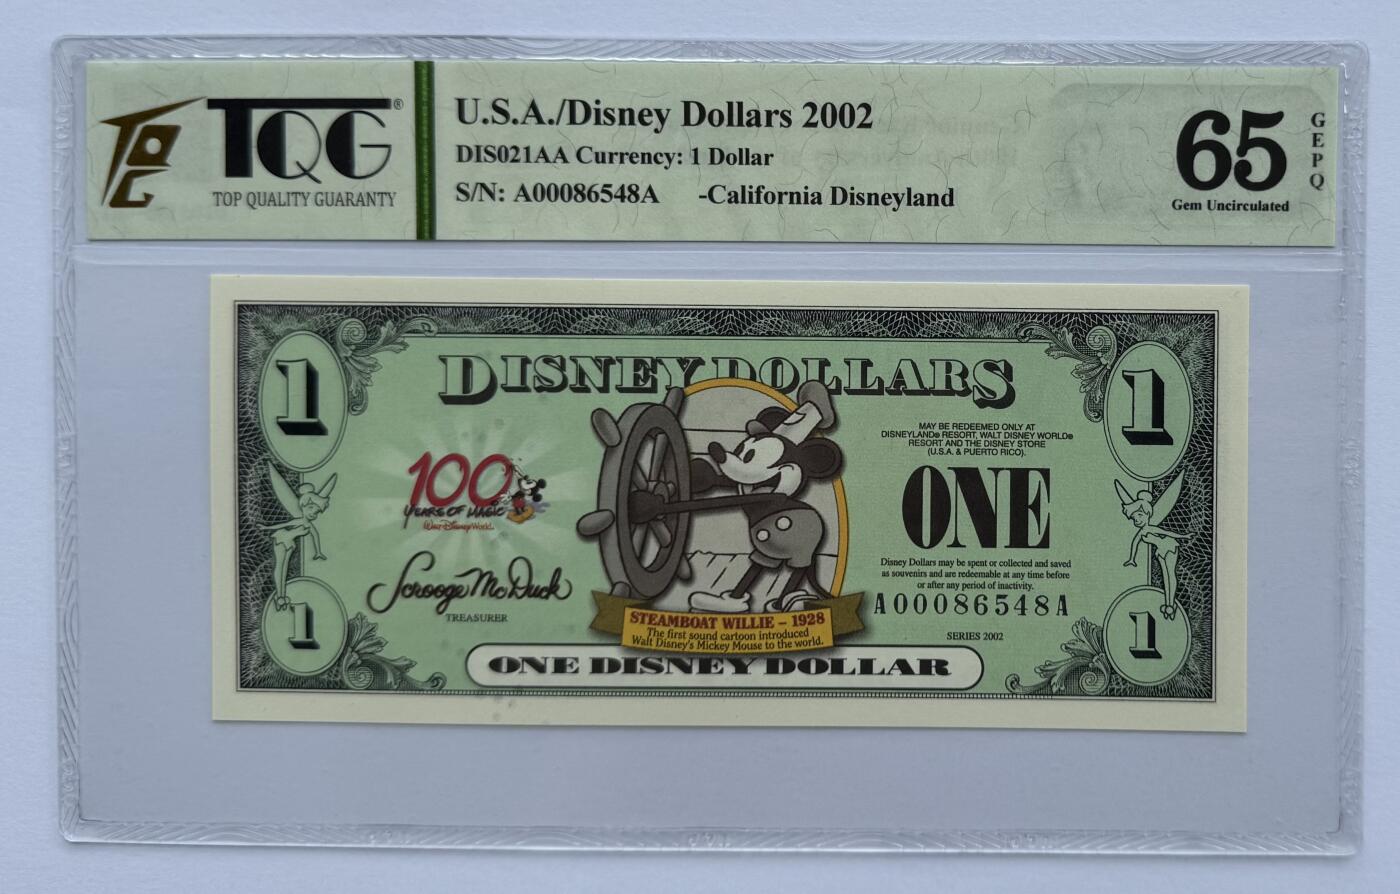 TQG®
TOP QUALITY GUARANTY
U.S.A./Disney Dollars 2002
DIS021AA Currency: 1 Dollar
S/N: A00086548A -California Disneyland
65
GEPQ
Gem Uncirculated
1
DISNEY DOLLARS
1
MAY BE REDEEMED ONLY AT
DISNEYLAND® RESORT, WALT DISNEY WORLD®
RESORT AND THE DISNEY STORE
(U.S.A. & PUERTO RICO).
100
YEARS OF MAGIC
Walt Disney World.
ONE
Disney Dollars may be spent or collected and saved
as souvenirs and are redeemable at any time before
or after any period of inactivity.
Scrooge McDuck
TREASURER
A00086548A
SERIES 2002
1
STEAMBOAT WILLIE – 1928
The first sound cartoon introduced
Walt Disney's Mickey Mouse to the world.
1
ONE DISNEY DOLLAR